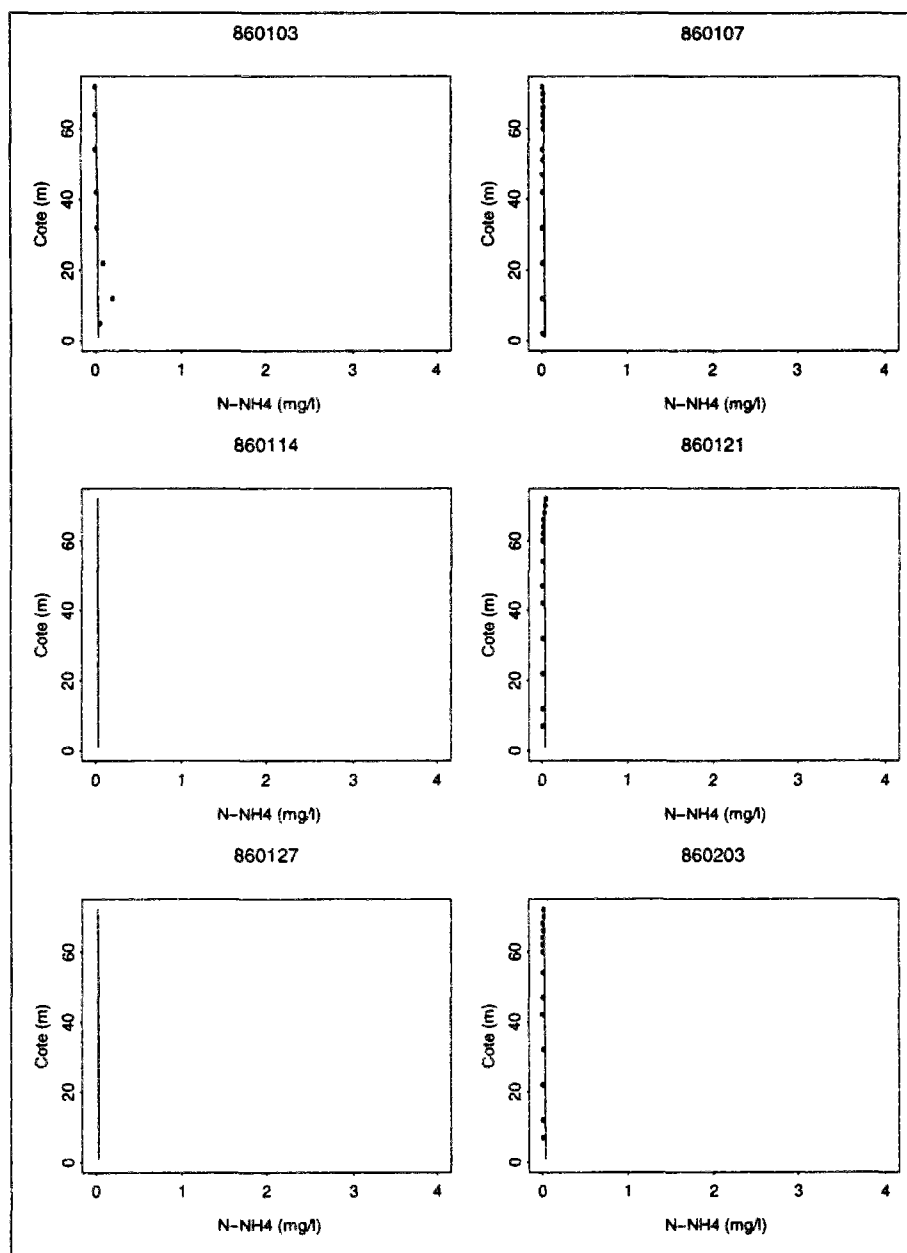 860103
60
40
20
0
Cote (m)
0 1 2 3 4
N-NH4 (mg/l)
860107
60
40
20
0
Cote (m)
0 1 2 3 4
N-NH4 (mg/l)
860114
60
40
20
0
Cote (m)
0 1 2 3 4
N-NH4 (mg/l)
860121
60
40
20
0
Cote (m)
0 1 2 3 4
N-NH4 (mg/l)
860127
60
40
20
0
Cote (m)
0 1 2 3 4
N-NH4 (mg/l)
860203
60
40
20
0
Cote (m)
0 1 2 3 4
N-NH4 (mg/l)